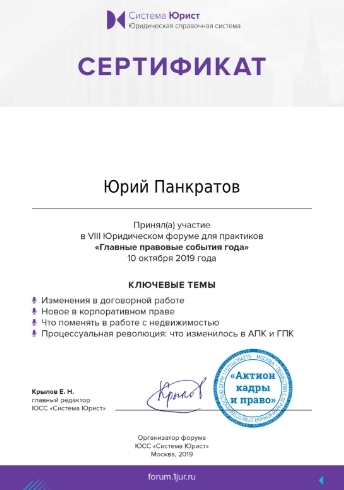 Система Юрист
Юридическая справочная система
СЕРТИФИКАТ
Юрий Панкратов
Принял(а) участие
в VIII Юридическом форуме для практиков
«Главные правовые события года»
10 октября 2019 года
КЛЮЧЕВЫЕ ТЕМЫ
Изменения в договорной работе
Новое в корпоративном праве
Что поменять в работе с недвижимостью
Процессуальная революция: что изменилось в АПК и ГПК
Крылов Е. Н.
главный редактор
ЮСС «Система Юрист»
«Актион
кадры
и право»
Организатор форума
ЮСС «Система Юрист»
Москва, 2019
forum.1jur.ru